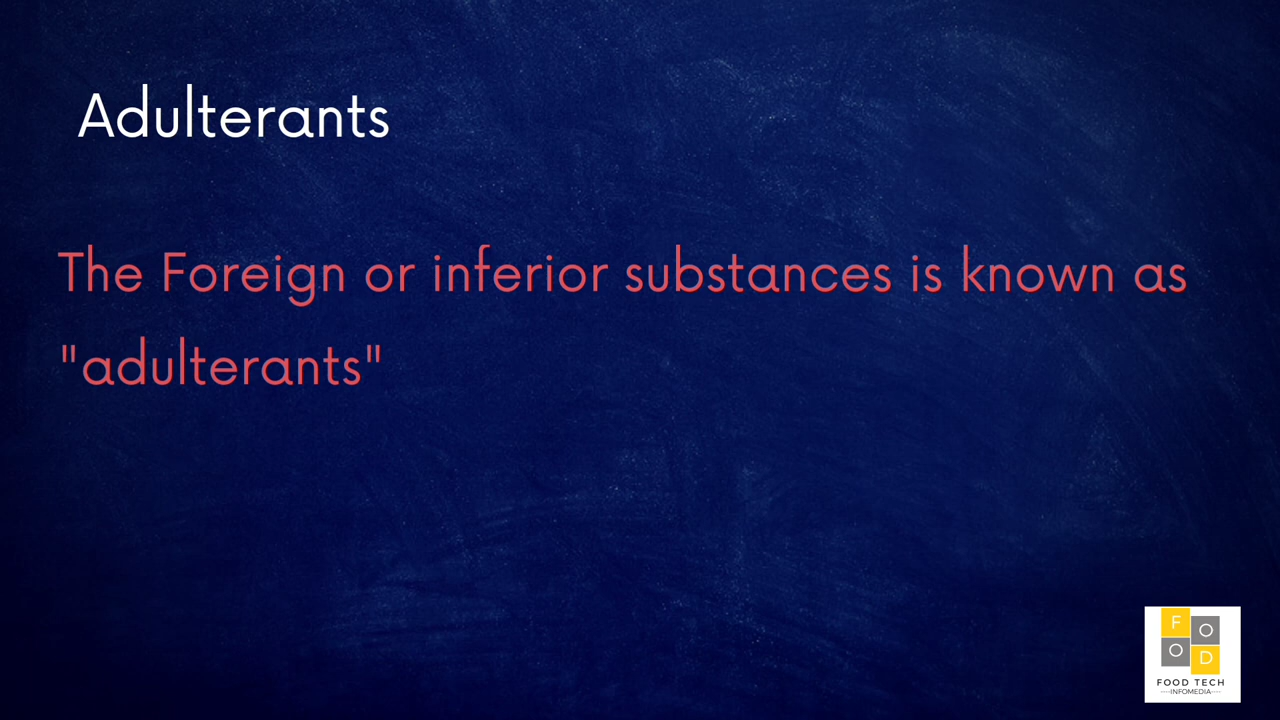 Adulterants
The Foreign or inferior substances is known as
"adulterants"
F O
O D
FOOD TECH
----INFOMEDIA----